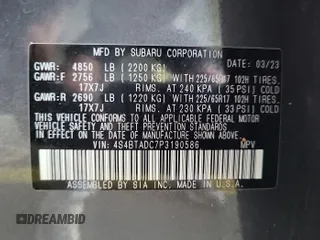 MFD. BY SUBARU CORPORATION DATE: 03/23
GVWR: 4850 LB (2200 KG)
GAWR:F 2756 LB (1250 KG) WITH 225/65R17 102H TIRES,
17X7J RIMS, AT 240 KPA (35 PSI) COLD
GAWR:R 2690 LB (1220 KG) WITH 225/65R17 102H TIRES,
17X7J RIMS, AT 230 KPA (33 PSI) COLD
THIS VEHICLE CONFORMS TO ALL APPLICABLE
FEDERAL MOTOR VEHICLE SAFETY AND
THEFT PREVENTION STANDARDS
IN EFFECT ON THE DATE OF
MANUFACTURE SHOWN ABOVE.
VIN: 4S4BTADC7P3190586 MPV
ASSEMBLED BY SIA INC. MADE IN U.S.A.
DREAMBID